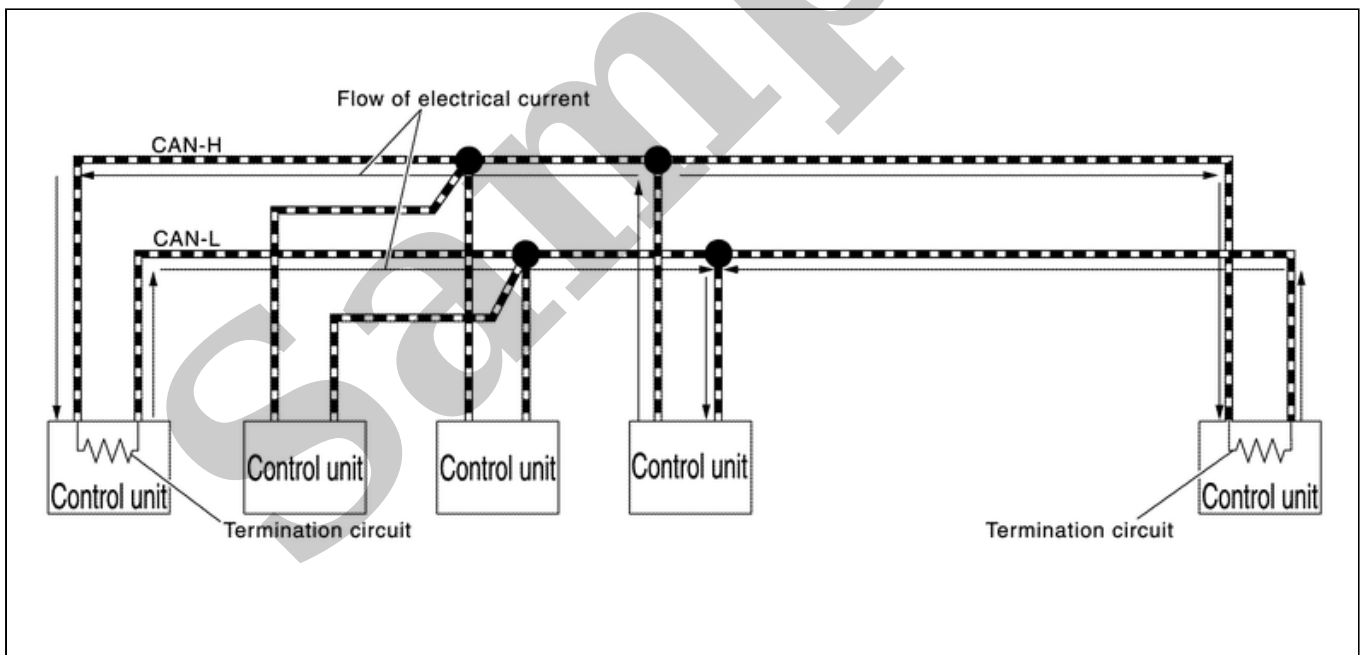 Flow of electrical current
CAN-H
CAN-L
Control unit
Control unit
Control unit
Control unit
Control unit
Termination circuit
Termination circuit
Samp